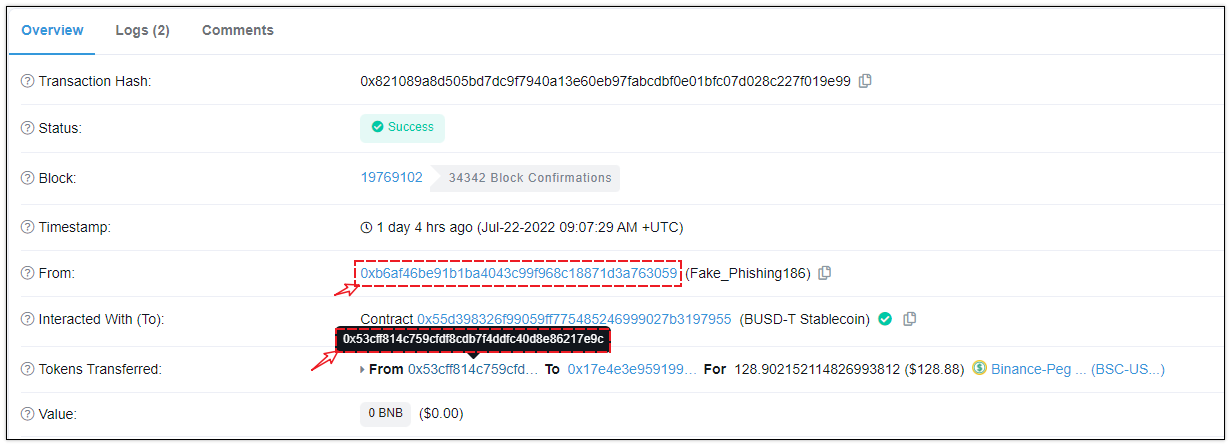 Overview Logs (2) Comments
Transaction Hash: 0x821089a8d505bd7dc9f7940a13e60eb97fabcdbf0e01bfc07d028c227f019e99
Status: Success
Block: 19769102 34342 Block Confirmations
Timestamp: 1 day 4 hrs ago (Jul-22-2022 09:07:29 AM +UTC)
From: 0xb6af46be91b1ba4043c99f968c18871d3a763059 (Fake_Phishing186)
Interacted With (To): Contract 0x55d398326f99059ff775485246999027b3197955 (BUSD-T Stablecoin)
0x53cff814c759cfdf8cdb7f4ddfc40d8e86217e9c
Tokens Transferred: From 0x53cff814c759cfd... To 0x17e4e3e959199... For 128.902152114826993812 ($128.88) Binance-Peg ... (BSC-US...)
Value: 0 BNB ($0.00)